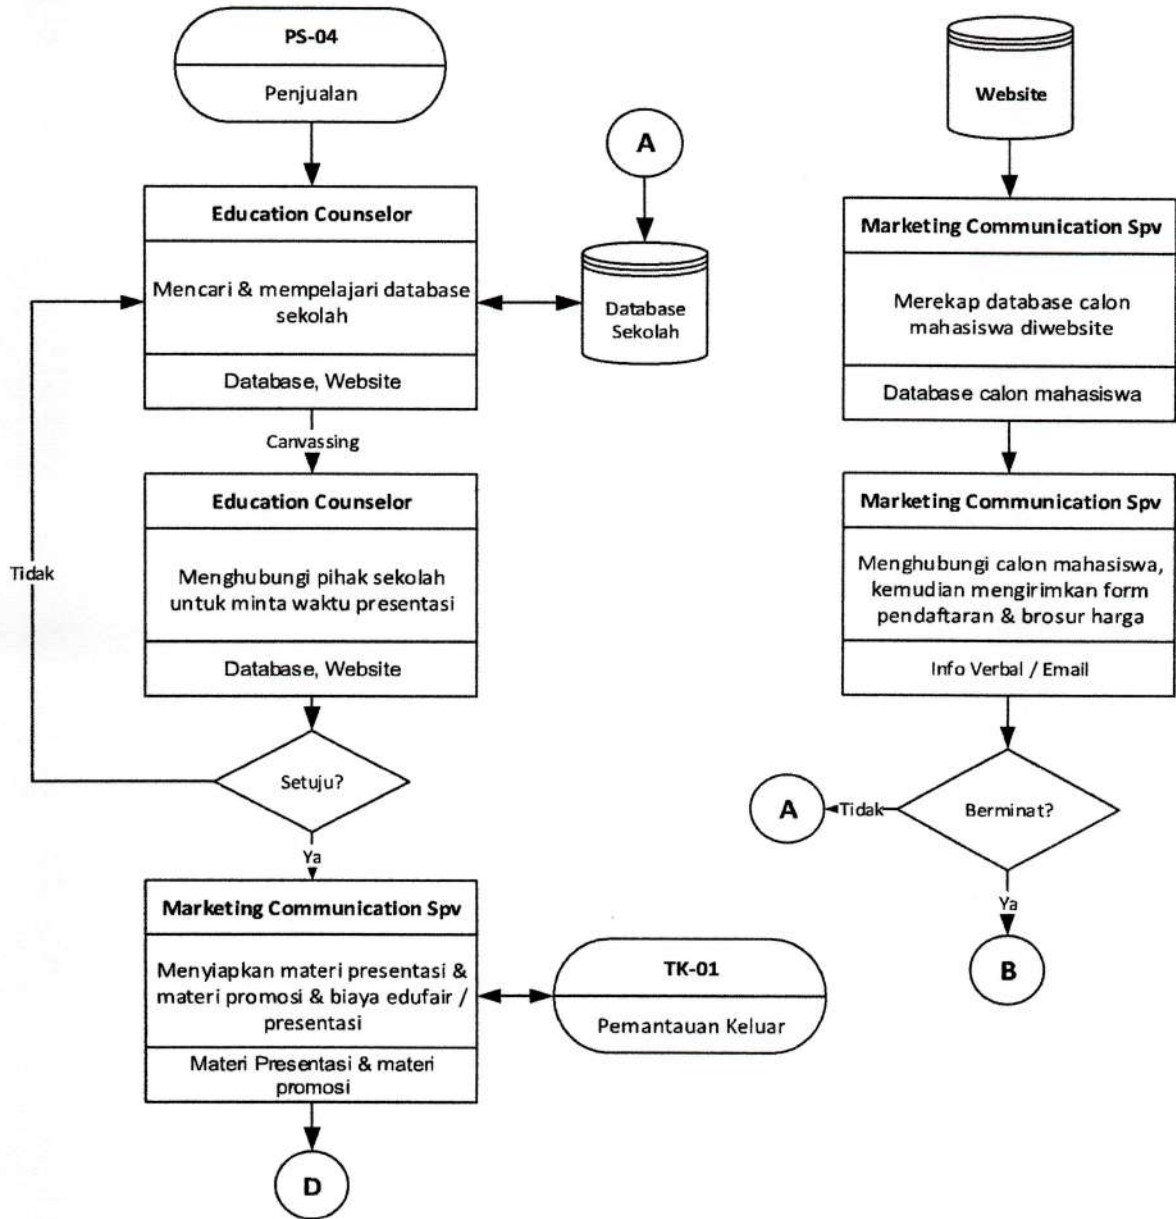 PS-04
Penjualan
Education Counselor
Mencari & mempelajari database
sekolah
Database, Website
A
Database
Sekolah
Canvassing
Education Counselor
Menghubungi pihak sekolah
untuk minta waktu presentasi
Database, Website
Tidak
Setuju?
Ya
Marketing Communication Spv
Menyiapkan materi presentasi &
materi promosi & biaya edufair /
presentasi
Materi Presentasi & materi
promosi
TK-01
Pemantauan Keluar
D
Website
Marketing Communication Spv
Merekap database calon
mahasiswa diwebsite
Database calon mahasiswa
Marketing Communication Spv
Menghubungi calon mahasiswa,
kemudian mengirimkan form
pendaftaran & brosur harga
Info Verbal / Email
Berminat?
Tidak
A
Ya
B